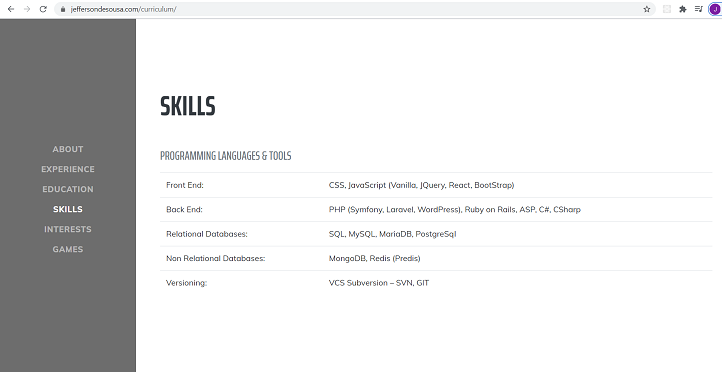 jeffersondesousa.com/curriculum/
J
ABOUT
EXPERIENCE
EDUCATION
SKILLS
INTERESTS
GAMES
SKILLS
PROGRAMMING LANGUAGES & TOOLS
Front End: CSS, JavaScript (Vanilla, JQuery, React, BootStrap)
Back End: PHP (Symfony, Laravel, WordPress), Ruby on Rails, ASP, C#, CSharp
Relational Databases: SQL, MySQL, MariaDB, PostgreSql
Non Relational Databases: MongoDB, Redis (Predis)
Versioning: VCS Subversion – SVN, GIT